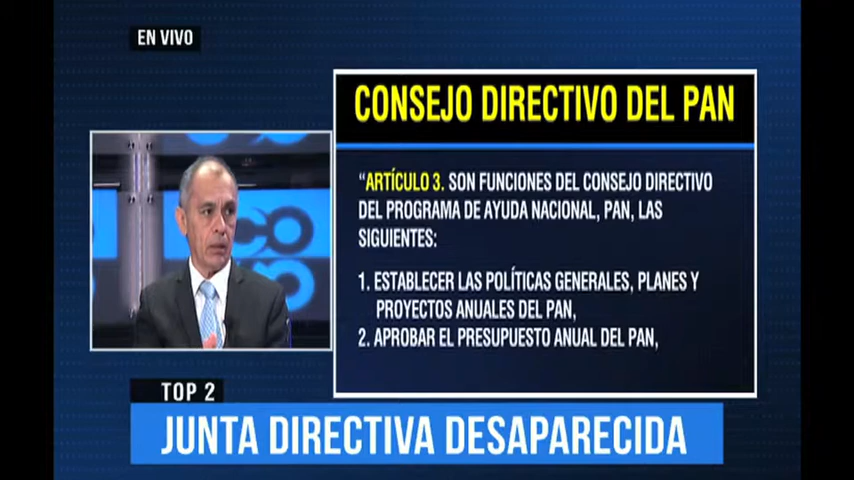 EN VIVO
CONSEJO DIRECTIVO DEL PAN
“ARTÍCULO 3. SON FUNCIONES DEL CONSEJO DIRECTIVO
DEL PROGRAMA DE AYUDA NACIONAL, PAN, LAS
SIGUIENTES:
1. ESTABLECER LAS POLÍTICAS GENERALES, PLANES Y
PROYECTOS ANUALES DEL PAN,
2. APROBAR EL PRESUPUESTO ANUAL DEL PAN,
TOP 2
JUNTA DIRECTIVA DESAPARECIDA